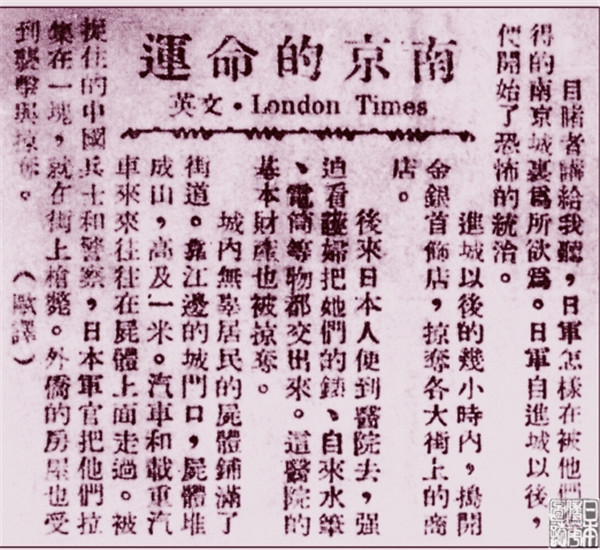 南京的命運
英文·London Times
目睹者講給我聽，日軍怎樣在被他們
得的南京城裏爲所欲爲。日軍自進城以後，
開始了恐怖的統治。
進城以後的幾小時內，搗開
金銀首飾店，掠奪各大街上的商
店。
後來日本人便到醫院去，强
迫看護婦把她們的錶、自來水筆
、電筒等物都交出來。這醫院的
基本財產也被掠奪。
城內無辜居民的屍體鋪滿了
街道。靠江邊的城門口，屍體堆
成山，高及一米。汽車和載重汽
車來來往往在屍體上面走過。被
捉住的中國兵士和警察，日本軍官把他們拉
集在一塊，就在街上槍斃。外僑的房屋也受
到襲擊與掠奪。（歐譯）
日本